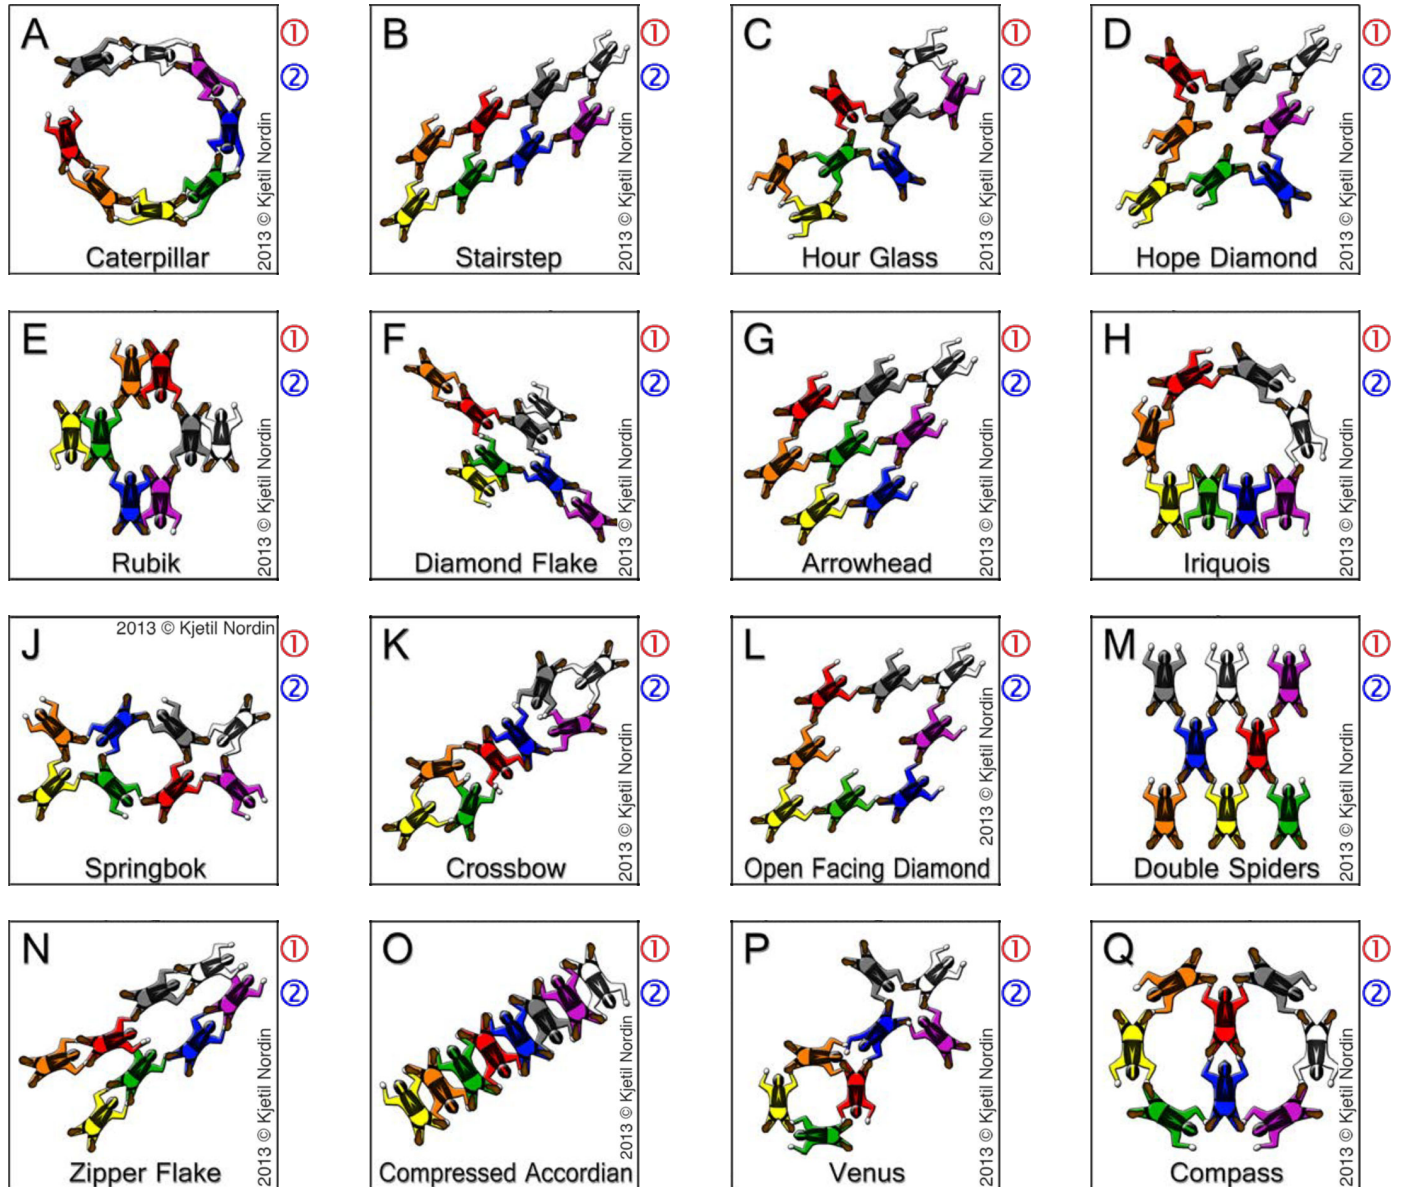 A
①
②
2013 © Kjetil Nordin
Caterpillar
B
①
②
2013 © Kjetil Nordin
Stairstep
C
①
②
2013 © Kjetil Nordin
Hour Glass
D
①
②
2013 © Kjetil Nordin
Hope Diamond
E
①
②
2013 © Kjetil Nordin
Rubik
F
①
②
2013 © Kjetil Nordin
Diamond Flake
G
①
②
2013 © Kjetil Nordin
Arrowhead
H
①
②
2013 © Kjetil Nordin
Iriquois
2013 © Kjetil Nordin
J
①
②
Springbok
K
①
②
2013 © Kjetil Nordin
Crossbow
L
①
②
2013 © Kjetil Nordin
Open Facing Diamond
M
①
②
2013 © Kjetil Nordin
Double Spiders
N
①
②
2013 © Kjetil Nordin
Zipper Flake
O
①
②
2013 © Kjetil Nordin
Compressed Accordian
P
①
②
2013 © Kjetil Nordin
Venus
Q
①
②
2013 © Kjetil Nordin
Compass